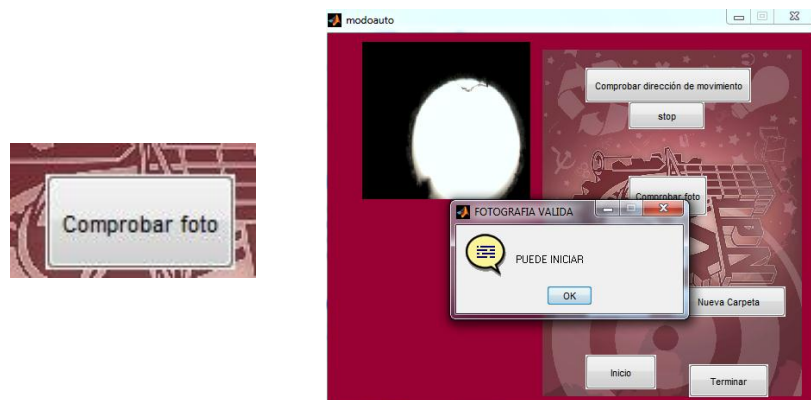 Comprobar foto
modoauto
Comprobar dirección de movimiento
stop
Comprobar foto
FOTOGRAFIA VALIDA
PUEDE INICIAR
OK
Nueva Carpeta
Inicio
Terminar